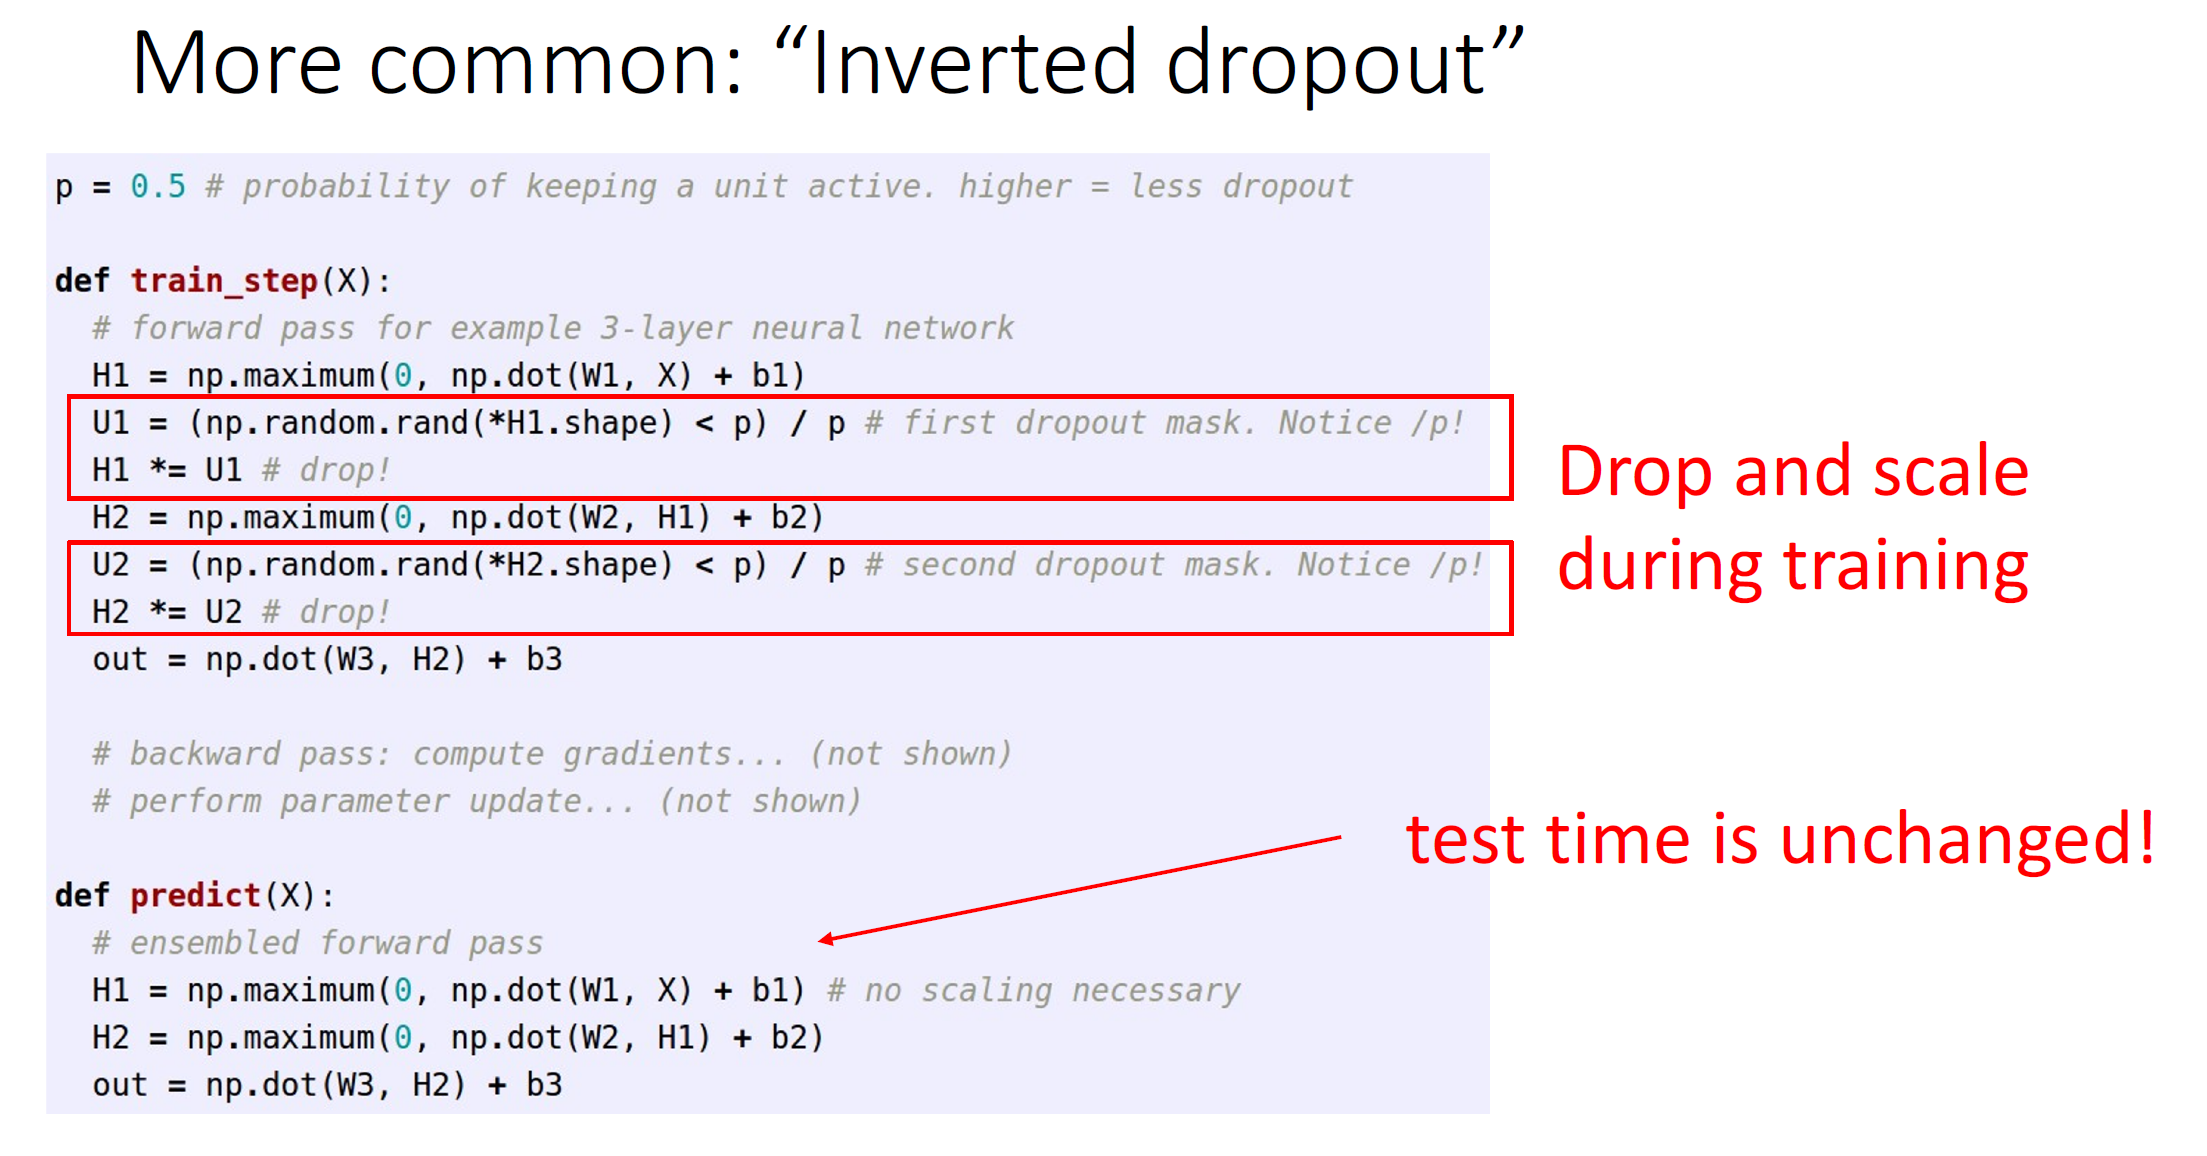 More common: “Inverted dropout”
p = 0.5 # probability of keeping a unit active. higher = less dropout
def train_step(X):
# forward pass for example 3-layer neural network
H1 = np.maximum(0, np.dot(W1, X) + b1)
U1 = (np.random.rand(*H1.shape) < p) / p # first dropout mask. Notice /p!
H1 *= U1 # drop!
H2 = np.maximum(0, np.dot(W2, H1) + b2)
U2 = (np.random.rand(*H2.shape) < p) / p # second dropout mask. Notice /p!
H2 *= U2 # drop!
out = np.dot(W3, H2) + b3
Drop and scale
during training
# backward pass: compute gradients... (not shown)
# perform parameter update... (not shown)
test time is unchanged!
def predict(X):
# ensembled forward pass
H1 = np.maximum(0, np.dot(W1, X) + b1) # no scaling necessary
H2 = np.maximum(0, np.dot(W2, H1) + b2)
out = np.dot(W3, H2) + b3